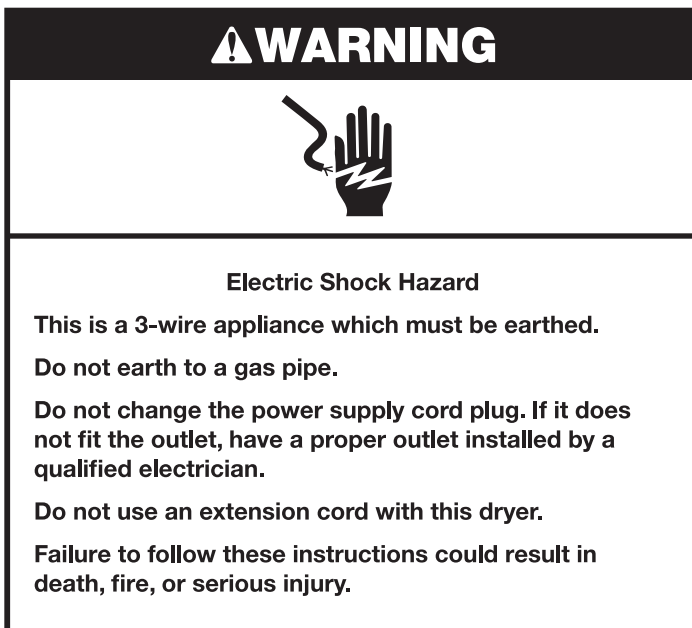 WARNING
Electric Shock Hazard
This is a 3-wire appliance which must be earthed.
Do not earth to a gas pipe.
Do not change the power supply cord plug. If it does
not fit the outlet, have a proper outlet installed by a
qualified electrician.
Do not use an extension cord with this dryer.
Failure to follow these instructions could result in
death, fire, or serious injury.